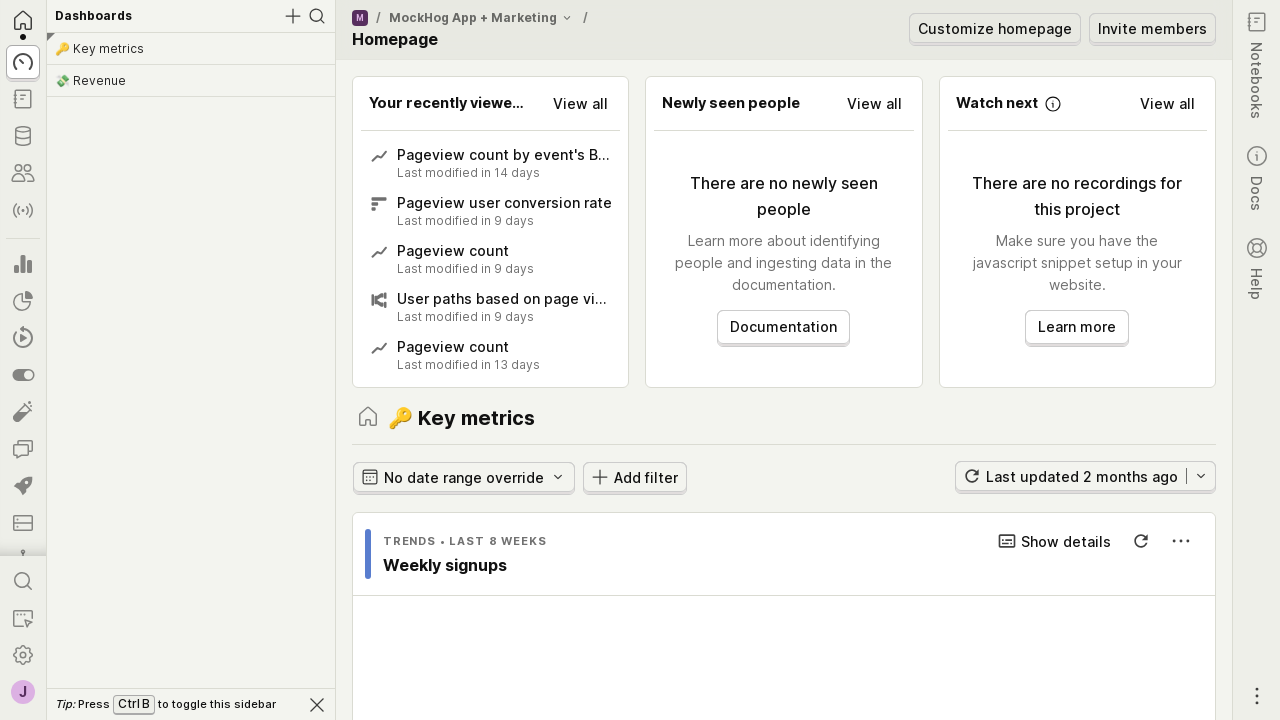 Dashboards
🔑 Key metrics
💸 Revenue
Tip: Press Ctrl B to toggle this sidebar
J
M / MockHog App + Marketing /
Homepage
Customize homepage
Invite members
Your recently viewe...
View all
Pageview count by event's B...
Last modified in 14 days
Pageview user conversion rate
Last modified in 9 days
Pageview count
Last modified in 9 days
User paths based on page vi...
Last modified in 9 days
Pageview count
Last modified in 13 days
Newly seen people
View all
There are no newly seen
people
Learn more about identifying
people and ingesting data in the
documentation.
Documentation
Watch next
View all
There are no recordings for
this project
Make sure you have the
javascript snippet setup in your
website.
Learn more
🔑 Key metrics
No date range override
Add filter
Last updated 2 months ago
TRENDS • LAST 8 WEEKS
Weekly signups
Show details
Notebooks
Docs
Help